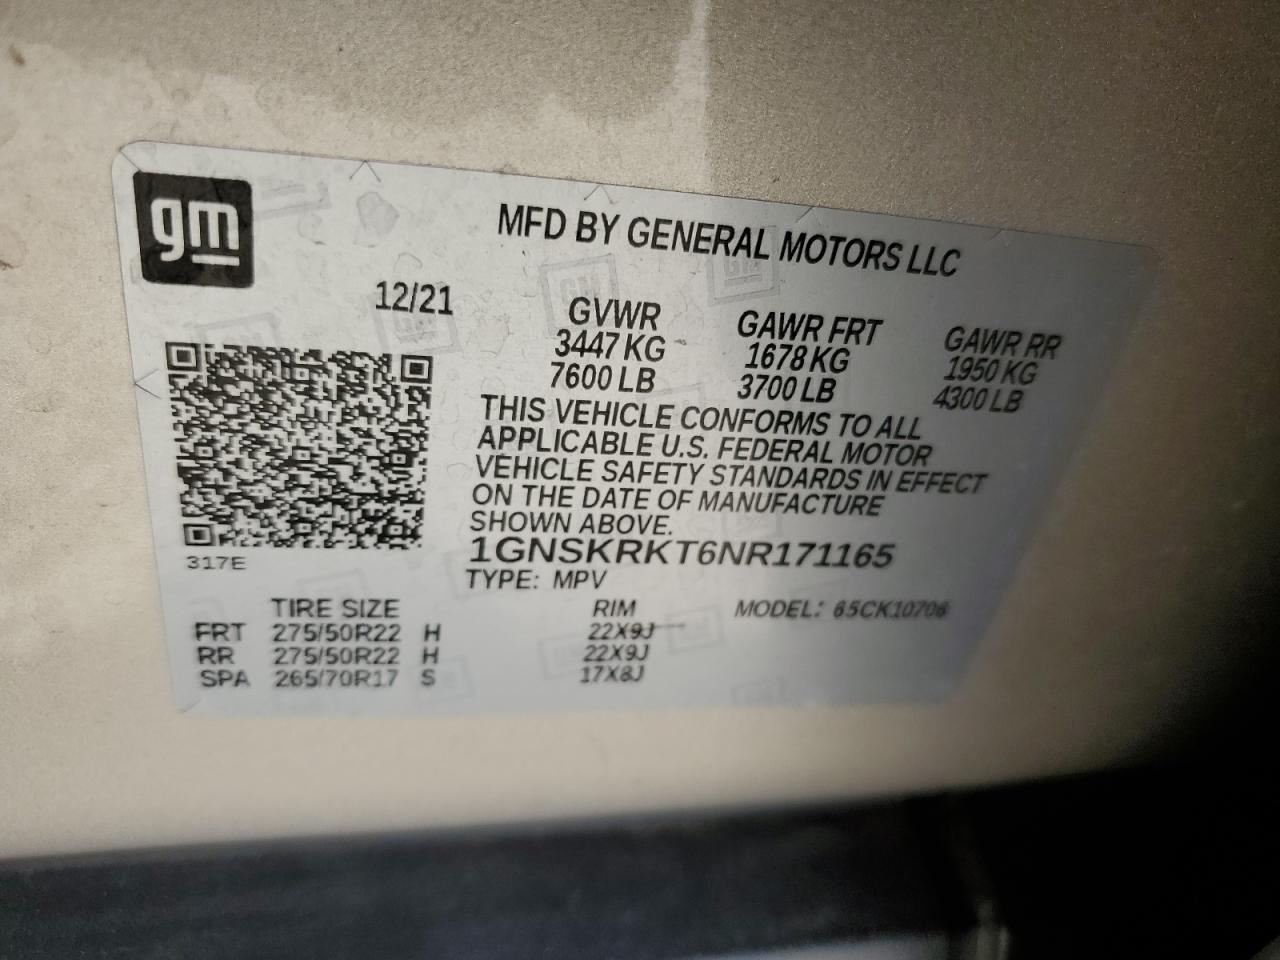 gm
MFD BY GENERAL MOTORS LLC
12/21
GVWR GAWR FRT GAWR RR
3447 KG 1678 KG 1950 KG
7600 LB 3700 LB 4300 LB
THIS VEHICLE CONFORMS TO ALL
APPLICABLE U.S. FEDERAL MOTOR
VEHICLE SAFETY STANDARDS IN EFFECT
ON THE DATE OF MANUFACTURE
SHOWN ABOVE.
317E
1GNSKRKT6NR171165
TYPE: MPV
TIRE SIZE RIM MODEL: 65CK10706
FRT 275/50R22 H 22X9J
RR 275/50R22 H 22X9J
SPA 265/70R17 S 17X8J